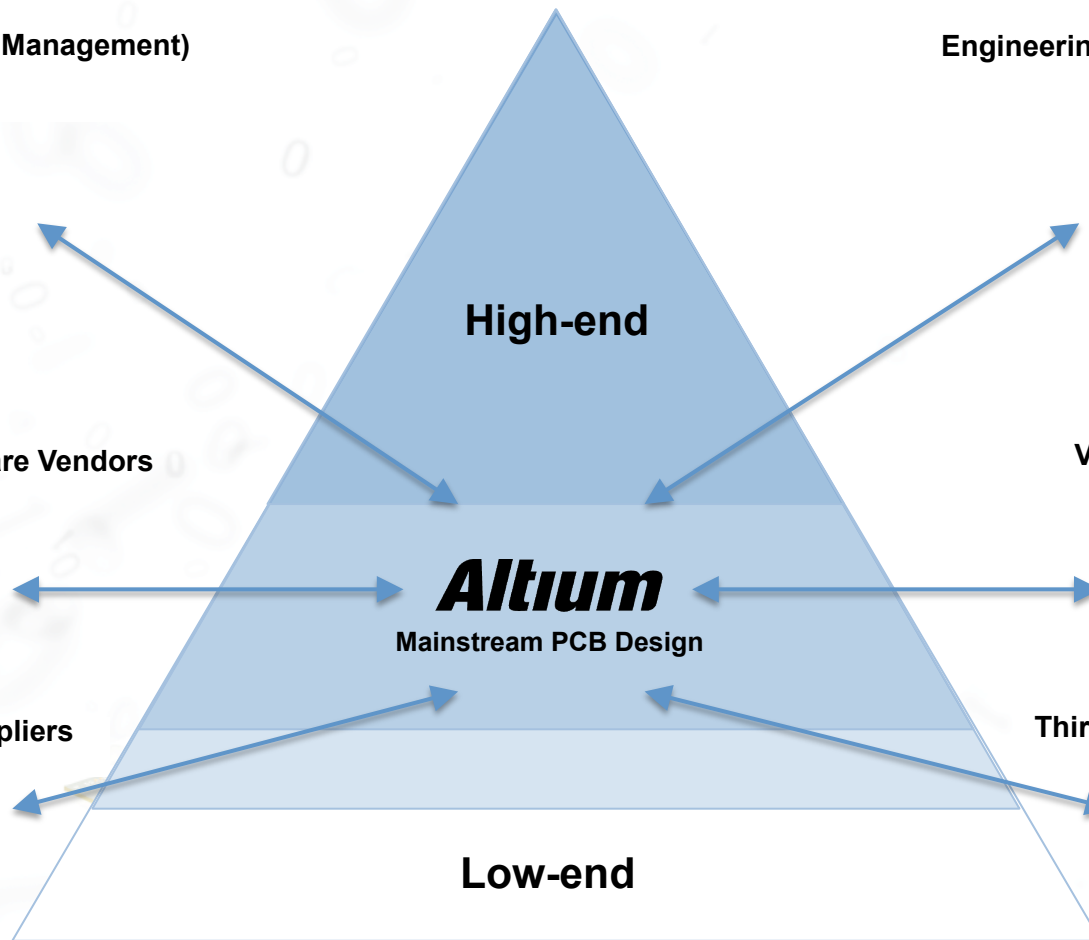 Management)
Engineerin
High-end
are Vendors
V
Altium
Mainstream PCB Design
pliers
Thir
Low-end